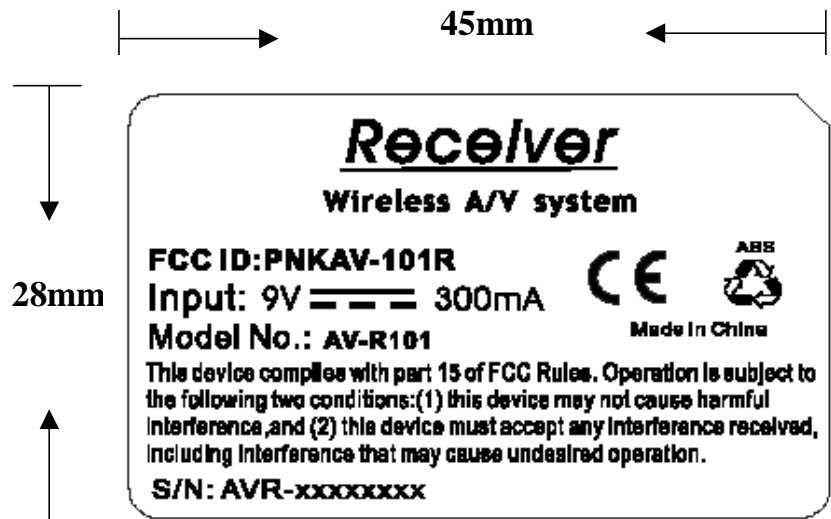 45mm
Receiver
Wireless A/V system
FCC ID:PNKAV-101R
CE
ABS
28mm
Input: 9V 300mA
Made In China
Model No.: AV-R101
This device complies with part 15 of FCC Rules. Operation is subject to
the following two conditions:(1) this device may not cause harmful
interference,and (2) this device must accept any interference received,
including interference that may cause undesired operation.
S/N: AVR-xxxxxxxx